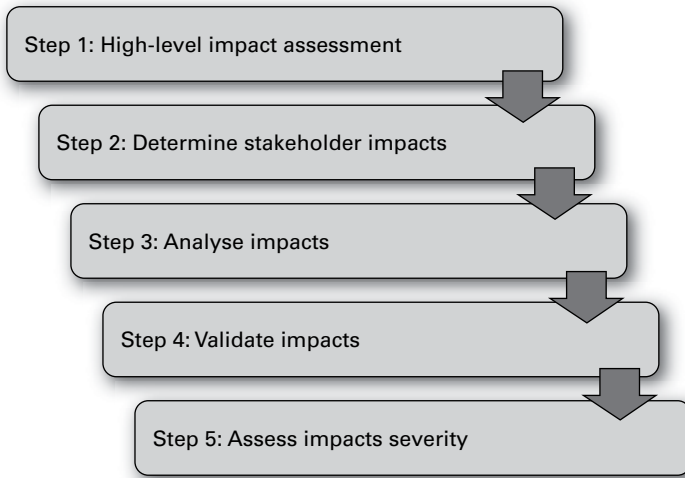 Step 1: High-level impact assessment
Step 2: Determine stakeholder impacts
Step 3: Analyse impacts
Step 4: Validate impacts
Step 5: Assess impacts severity